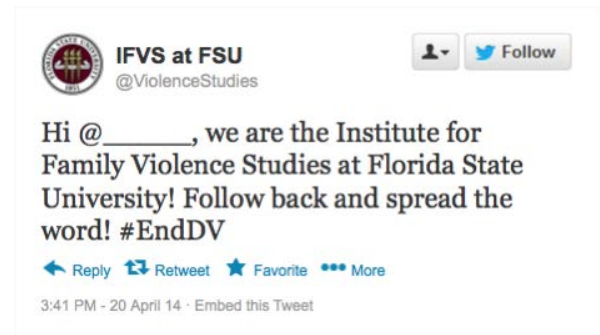 IFVS at FSU
@ViolenceStudies
Follow
Hi @______, we are the Institute for
Family Violence Studies at Florida State
University! Follow back and spread the
word! #EndDV
Reply Retweet Favorite More
3:41 PM - 20 April 14 · Embed this Tweet